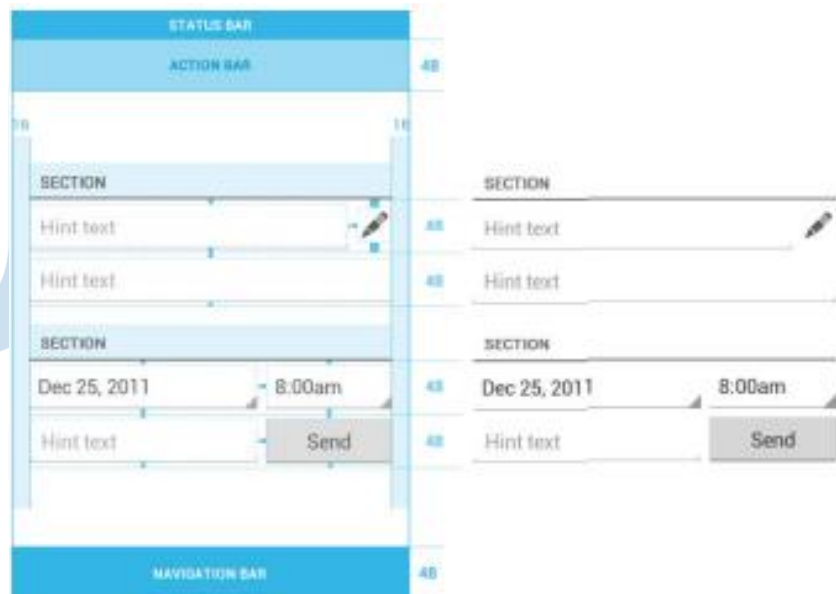 STATUS BAR
ACTION BAR
48
16 16
SECTION
Hint text
48
Hint text
48
SECTION
Dec 25, 2011 8:00am
48
Hint text Send
48
NAVIGATION BAR
48
SECTION
Hint text
Hint text
SECTION
Dec 25, 2011 8:00am
Hint text Send